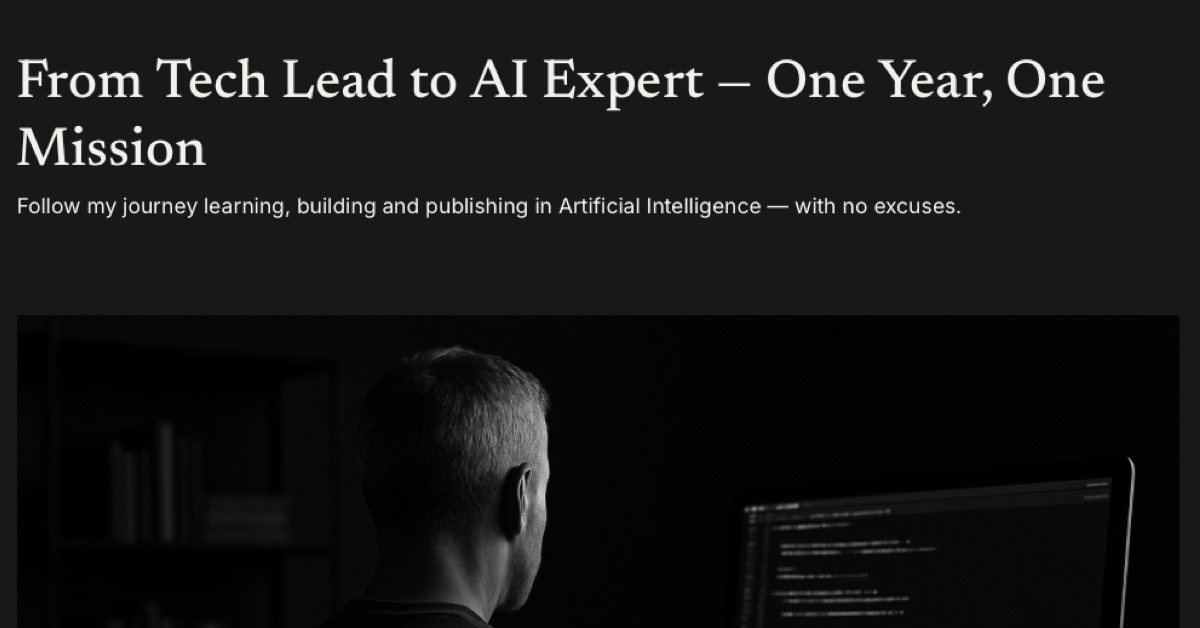 From Tech Lead to AI Expert – One Year, One
Mission
Follow my journey learning, building and publishing in Artificial Intelligence — with no excuses.